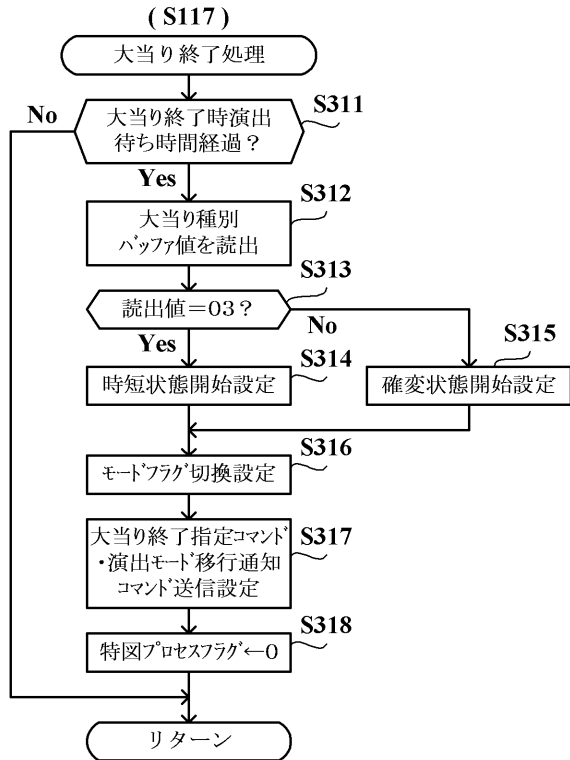 ( S117 )
大当り終了処理
No
大当り終了時演出
待ち時間経過？
S311
Yes
S312
大当り種別
バッファ値を読出
S313
読出値＝03？
No
Yes
S314
時短状態開始設定
S315
確変状態開始設定
S316
モードフラグ切換設定
大当り終了指定コマンド
・演出モード移行通知
コマンド送信設定
S317
S318
特図プロセスフラグ←0
リターン